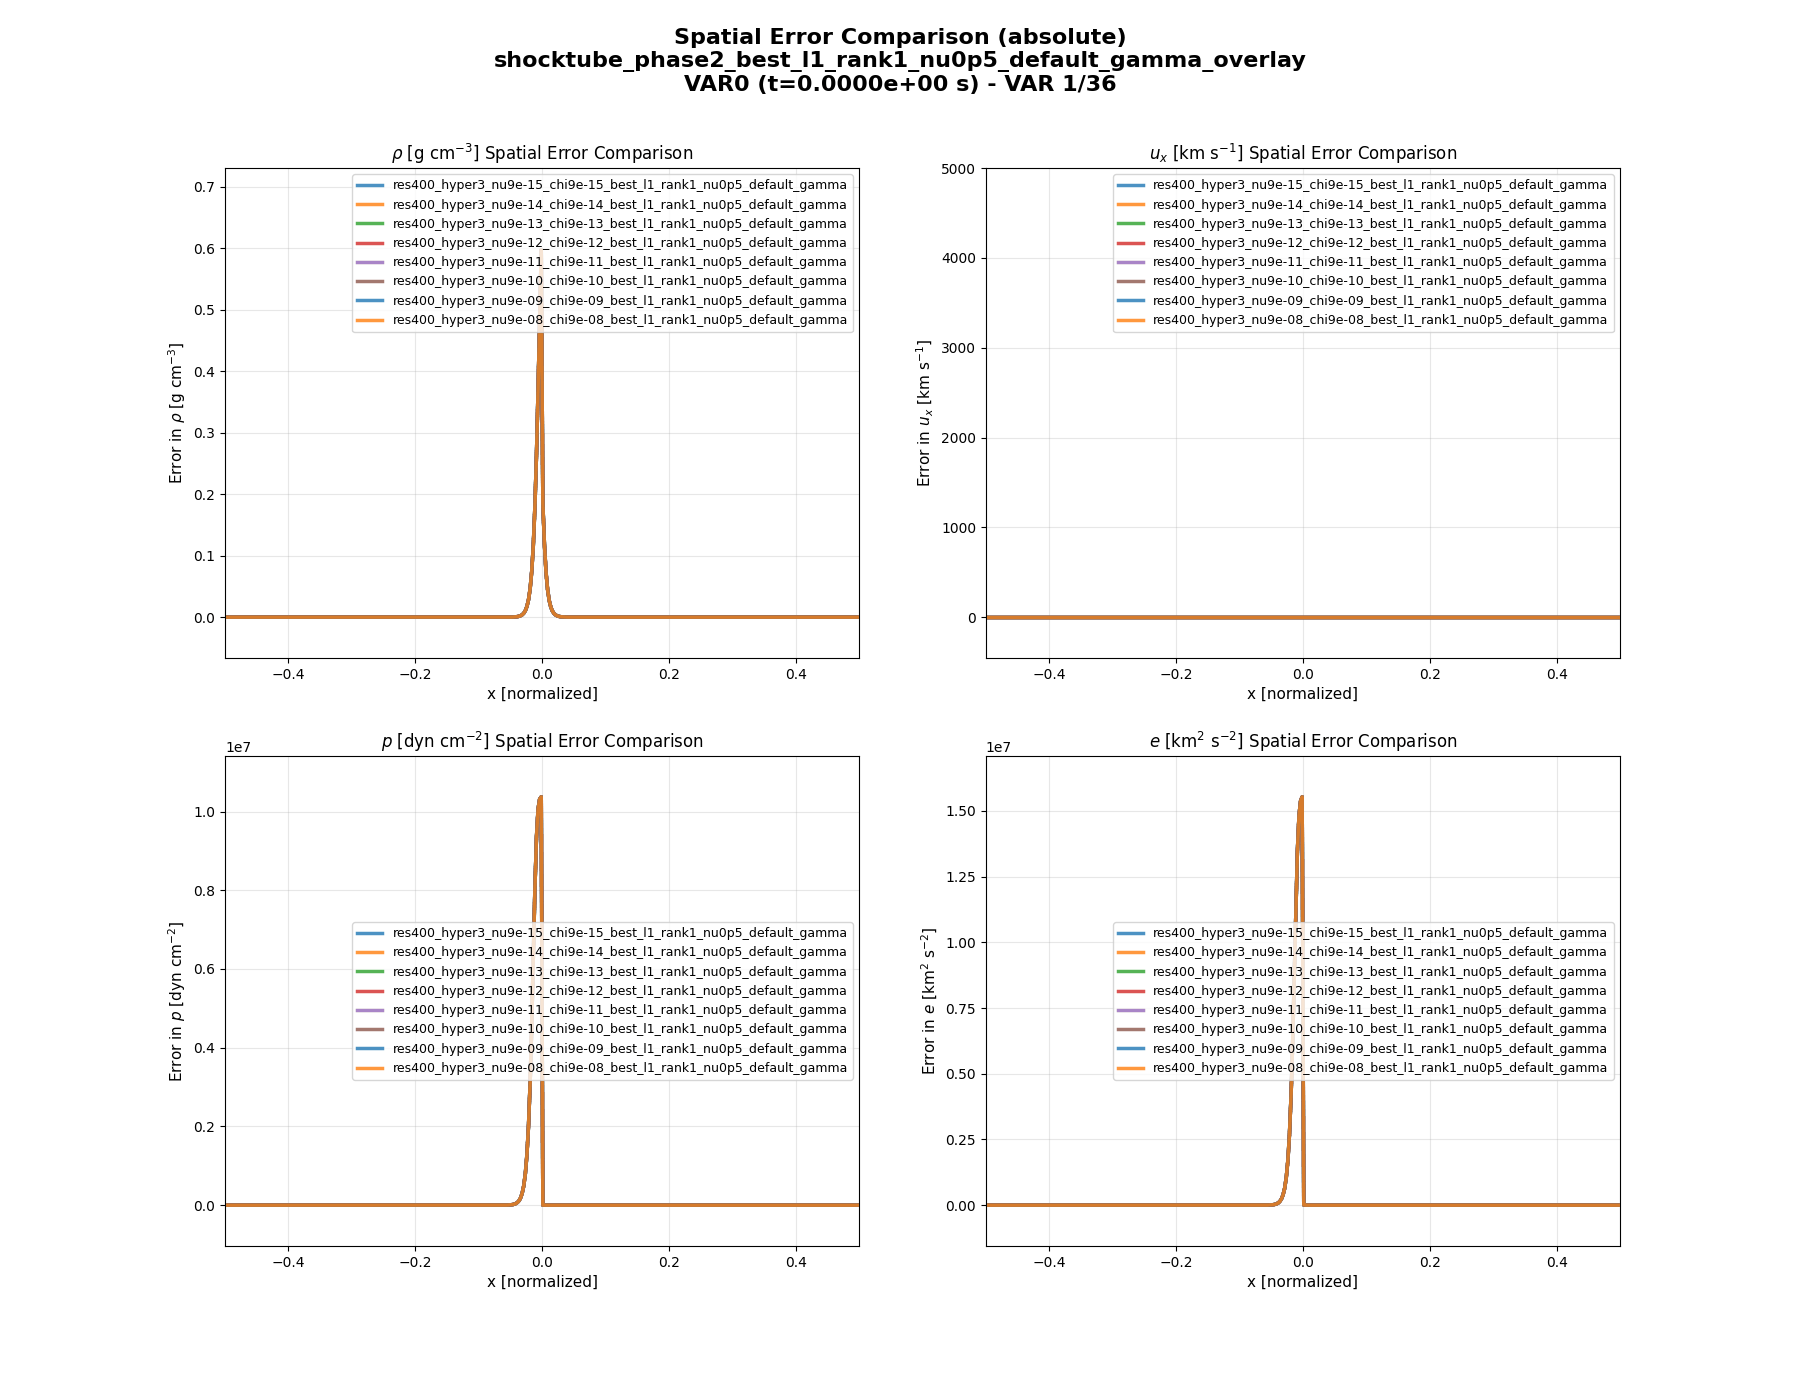 Spatial Error Comparison (absolute)
shocktube_phase2_best_l1_rank1_nu0p5_default_gamma_overlay
VAR0 (t=0.0000e+00 s) - VAR 1/36
ρ [g cm⁻³] Spatial Error Comparison
0.7
0.6
0.5
0.4
0.3
0.2
0.1
0.0
Error in ρ [g cm⁻³]
res400_hyper3_nu9e-15_chi9e-15_best_l1_rank1_nu0p5_default_gamma
res400_hyper3_nu9e-14_chi9e-14_best_l1_rank1_nu0p5_default_gamma
res400_hyper3_nu9e-13_chi9e-13_best_l1_rank1_nu0p5_default_gamma
res400_hyper3_nu9e-12_chi9e-12_best_l1_rank1_nu0p5_default_gamma
res400_hyper3_nu9e-11_chi9e-11_best_l1_rank1_nu0p5_default_gamma
res400_hyper3_nu9e-10_chi9e-10_best_l1_rank1_nu0p5_default_gamma
res400_hyper3_nu9e-09_chi9e-09_best_l1_rank1_nu0p5_default_gamma
res400_hyper3_nu9e-08_chi9e-08_best_l1_rank1_nu0p5_default_gamma
−0.4 −0.2 0.0 0.2 0.4
x [normalized]
uₓ [km s⁻¹] Spatial Error Comparison
5000
4000
3000
2000
1000
0
Error in uₓ [km s⁻¹]
res400_hyper3_nu9e-15_chi9e-15_best_l1_rank1_nu0p5_default_gamma
res400_hyper3_nu9e-14_chi9e-14_best_l1_rank1_nu0p5_default_gamma
res400_hyper3_nu9e-13_chi9e-13_best_l1_rank1_nu0p5_default_gamma
res400_hyper3_nu9e-12_chi9e-12_best_l1_rank1_nu0p5_default_gamma
res400_hyper3_nu9e-11_chi9e-11_best_l1_rank1_nu0p5_default_gamma
res400_hyper3_nu9e-10_chi9e-10_best_l1_rank1_nu0p5_default_gamma
res400_hyper3_nu9e-09_chi9e-09_best_l1_rank1_nu0p5_default_gamma
res400_hyper3_nu9e-08_chi9e-08_best_l1_rank1_nu0p5_default_gamma
−0.4 −0.2 0.0 0.2 0.4
x [normalized]
p [dyn cm⁻²] Spatial Error Comparison
1e7
1.0
0.8
0.6
0.4
0.2
0.0
Error in p [dyn cm⁻²]
res400_hyper3_nu9e-15_chi9e-15_best_l1_rank1_nu0p5_default_gamma
res400_hyper3_nu9e-14_chi9e-14_best_l1_rank1_nu0p5_default_gamma
res400_hyper3_nu9e-13_chi9e-13_best_l1_rank1_nu0p5_default_gamma
res400_hyper3_nu9e-12_chi9e-12_best_l1_rank1_nu0p5_default_gamma
res400_hyper3_nu9e-11_chi9e-11_best_l1_rank1_nu0p5_default_gamma
res400_hyper3_nu9e-10_chi9e-10_best_l1_rank1_nu0p5_default_gamma
res400_hyper3_nu9e-09_chi9e-09_best_l1_rank1_nu0p5_default_gamma
res400_hyper3_nu9e-08_chi9e-08_best_l1_rank1_nu0p5_default_gamma
−0.4 −0.2 0.0 0.2 0.4
x [normalized]
e [km² s⁻²] Spatial Error Comparison
1e7
1.50
1.25
1.00
0.75
0.50
0.25
0.00
Error in e [km² s⁻²]
res400_hyper3_nu9e-15_chi9e-15_best_l1_rank1_nu0p5_default_gamma
res400_hyper3_nu9e-14_chi9e-14_best_l1_rank1_nu0p5_default_gamma
res400_hyper3_nu9e-13_chi9e-13_best_l1_rank1_nu0p5_default_gamma
res400_hyper3_nu9e-12_chi9e-12_best_l1_rank1_nu0p5_default_gamma
res400_hyper3_nu9e-11_chi9e-11_best_l1_rank1_nu0p5_default_gamma
res400_hyper3_nu9e-10_chi9e-10_best_l1_rank1_nu0p5_default_gamma
res400_hyper3_nu9e-09_chi9e-09_best_l1_rank1_nu0p5_default_gamma
res400_hyper3_nu9e-08_chi9e-08_best_l1_rank1_nu0p5_default_gamma
−0.4 −0.2 0.0 0.2 0.4
x [normalized]